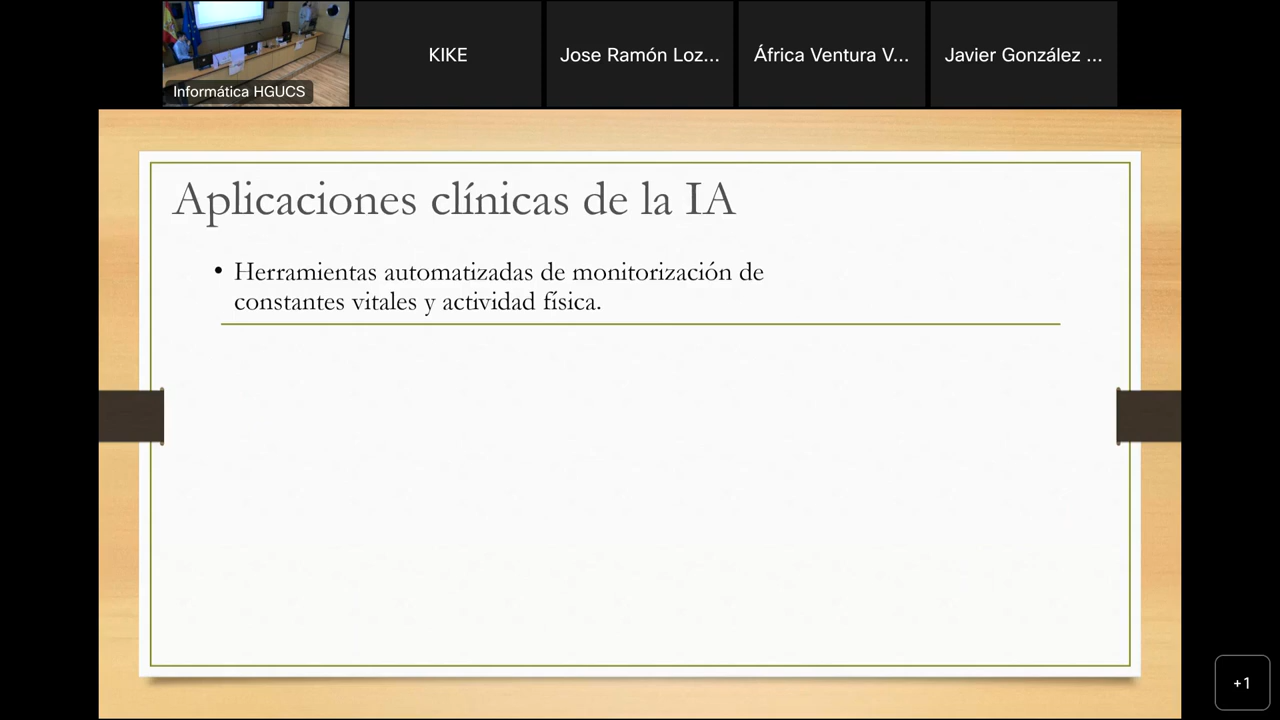 Informática HGUCS
KIKE
Jose Ramón Loz...
África Ventura V...
Javier González ...
Aplicaciones clínicas de la IA
• Herramientas automatizadas de monitorización de
constantes vitales y actividad física.
+1